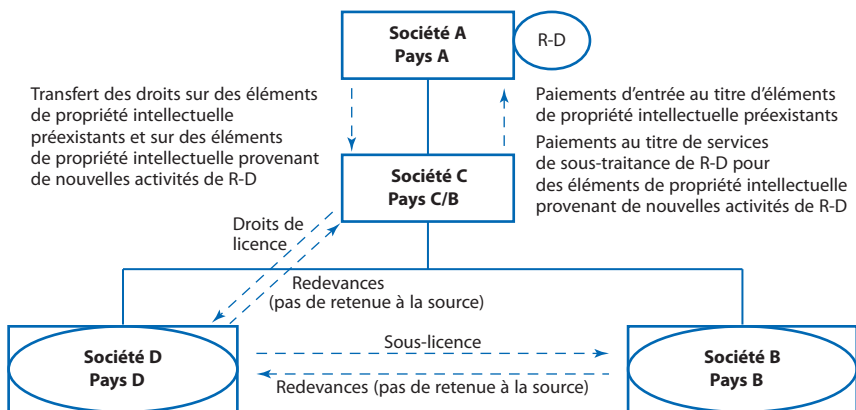 Société A
Pays A
R-D
Transfert des droits sur des éléments
de propriété intellectuelle
préexistants et sur des éléments
de propriété intellectuelle provenant
de nouvelles activités de R-D
Paiements d'entrée au titre d'éléments
de propriété intellectuelle préexistants
Paiements au titre de services
de sous-traitance de R-D pour
des éléments de propriété intellectuelle
provenant de nouvelles activités de R-D
Société C
Pays C/B
Droits de
licence
Redevances
(pas de retenue à la source)
Société D
Pays D
Sous-licence
Redevances (pas de retenue à la source)
Société B
Pays B